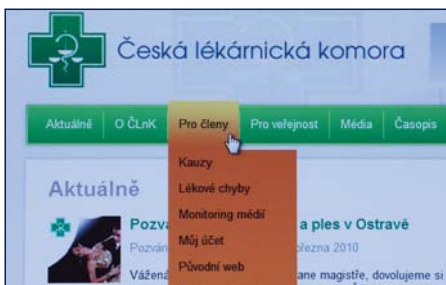 Česká lékárnická komora
Aktuálně O ČLnK Pro členy Pro veřejnost Média Časopis
Kauzy
Lékové chyby
Monitoring médií
Můj účet
Původní web
Aktuálně
Pozva a ples v Ostravě
Pozván března 2010
Vážená ane magistře, dovolujeme si